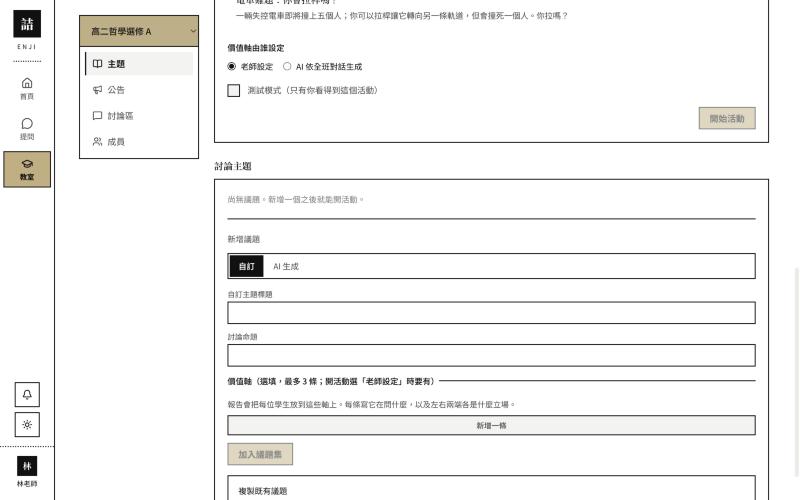 詰
ENJI
首頁
提問
教室
林
林老師
高二哲學選修 A
主題
公告
討論區
成員
電車難題：你會拉桿嗎？
一輛失控電車即將撞上五個人；你可以拉桿讓它轉向另一條軌道，但會撞死一個人。你拉嗎？
價值軸由誰設定
老師設定 AI 依全班對話生成
測試模式（只有你看得到這個活動）
開始活動
討論主題
尚無議題。新增一個之後就能開活動。
新增議題
自訂 AI 生成
自訂主題標題
討論命題
價值軸（選填，最多 3 條；開活動選「老師設定」時要有）
報告會把每位學生放到這些軸上。每條寫它在問什麼，以及左右兩端各是什麼立場。
新增一條
加入議題集
複製既有議題